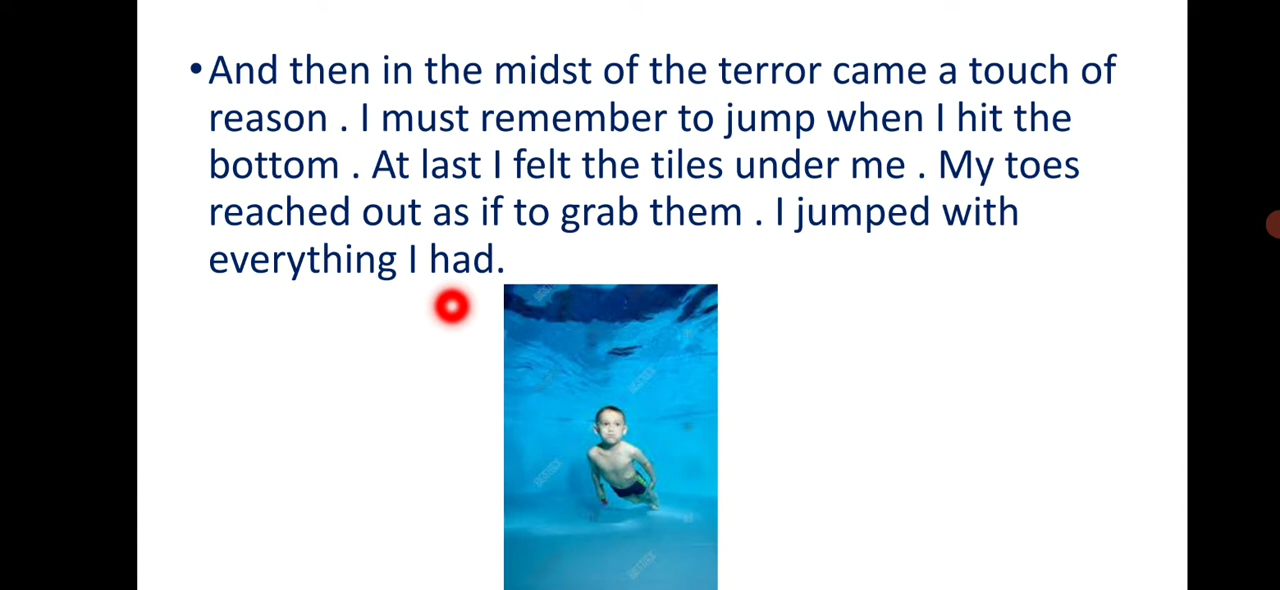 •And then in the midst of the terror came a touch of
reason . I must remember to jump when I hit the
bottom . At last I felt the tiles under me . My toes
reached out as if to grab them . I jumped with
everything I had.